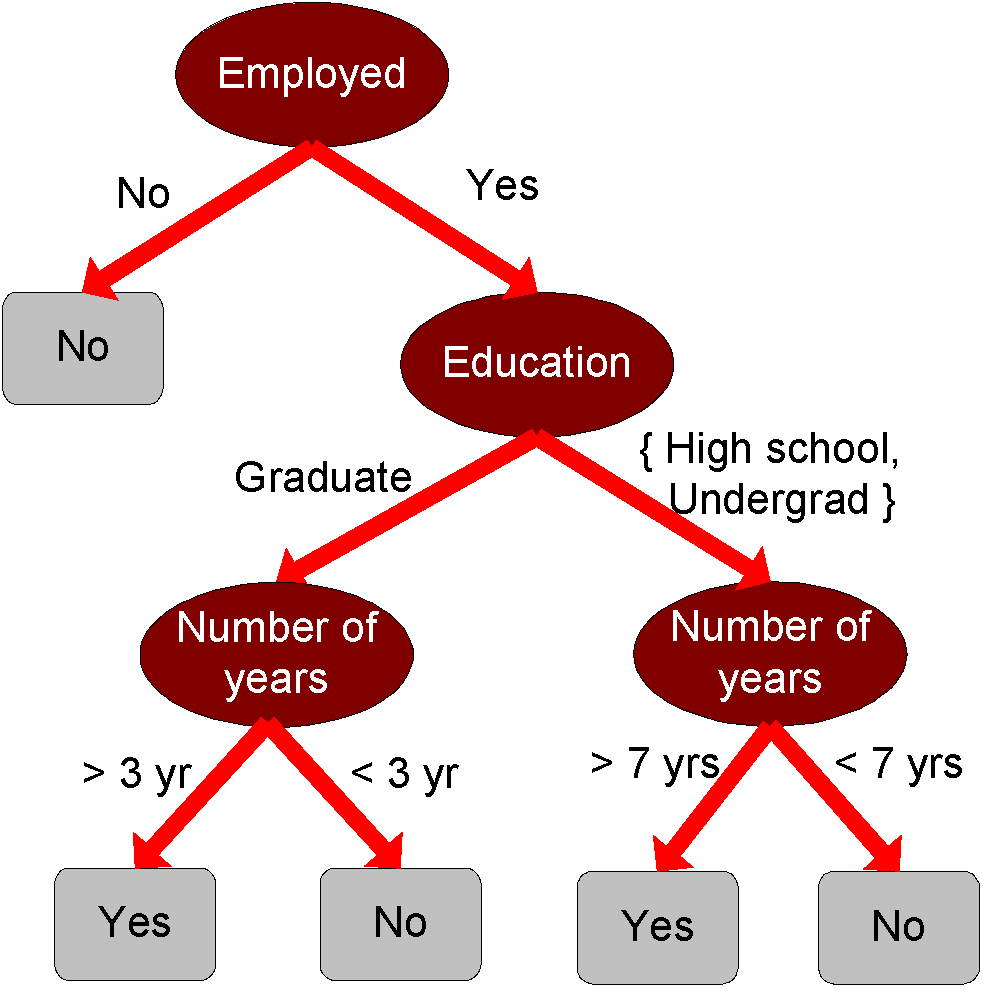 Employed
No
Yes
No
Education
Graduate
{ High school,
Undergrad }
Number of
years
Number of
years
> 3 yr
< 3 yr
> 7 yrs
< 7 yrs
Yes
No
Yes
No